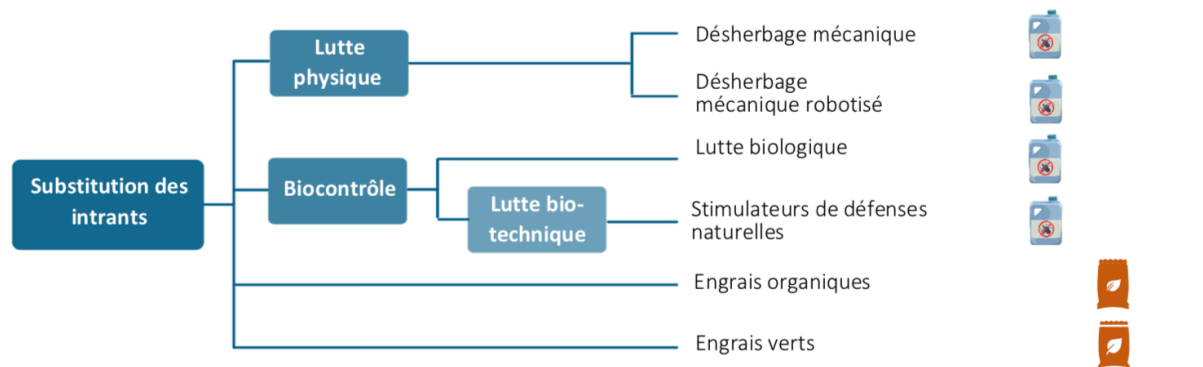 Lutte
physique
Désherbage mécanique
Désherbage
mécanique robotisé
Substitution des
intrants
Biocontrôle
Lutte biologique
Lutte bio-
technique
Stimulateurs de défenses
naturelles
Engrais organiques
Engrais verts